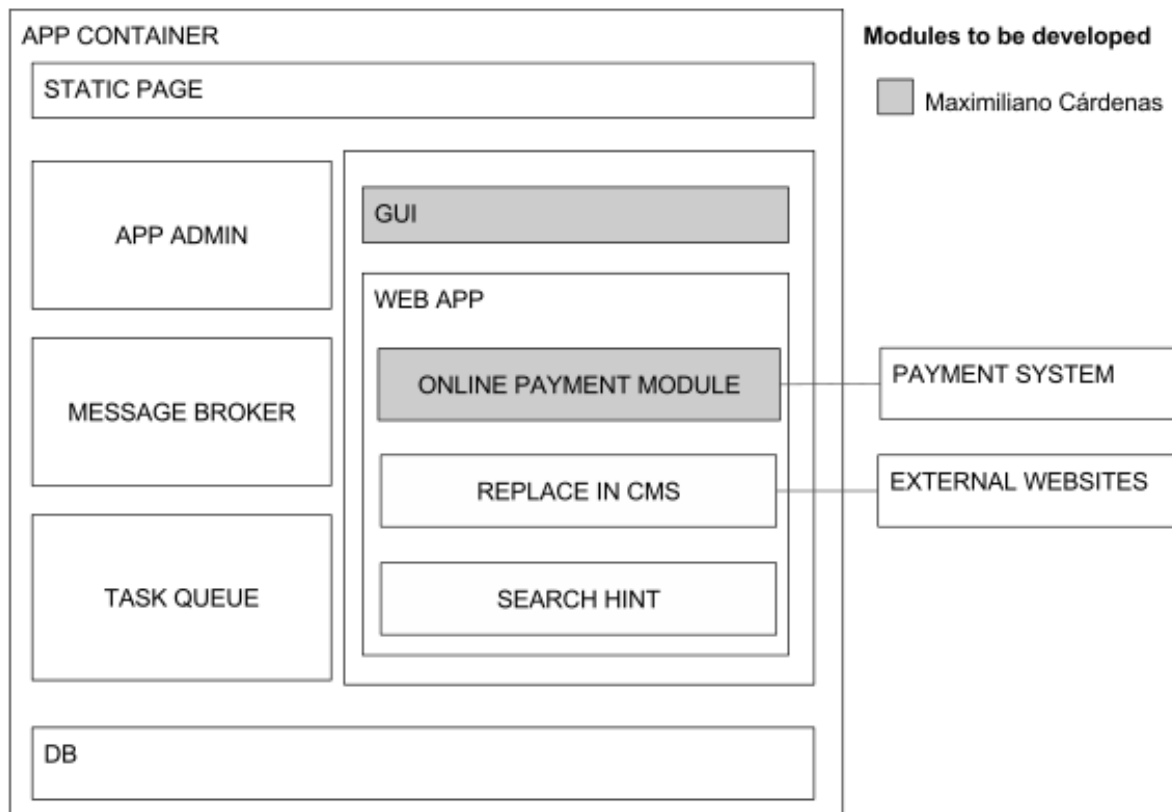 APP CONTAINER
STATIC PAGE
APP ADMIN
MESSAGE BROKER
TASK QUEUE
GUI
WEB APP
ONLINE PAYMENT MODULE
REPLACE IN CMS
SEARCH HINT
DB
Modules to be developed
Maximiliano Cárdenas
PAYMENT SYSTEM
EXTERNAL WEBSITES